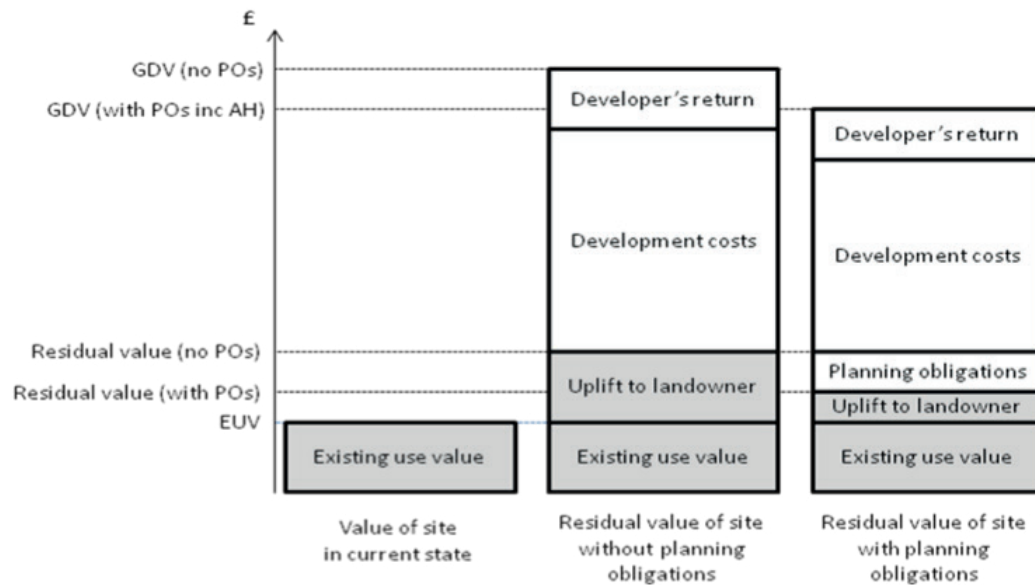 £
GDV (no POs)
GDV (with POs inc AH)
Residual value (no POs)
Residual value (with POs)
EUV
Existing use value
Value of site
in current state
Developer's return
Development costs
Uplift to landowner
Existing use value
Residual value of site
without planning
obligations
Developer's return
Development costs
Planning obligations
Uplift to landowner
Existing use value
Residual value of site
with planning
obligations